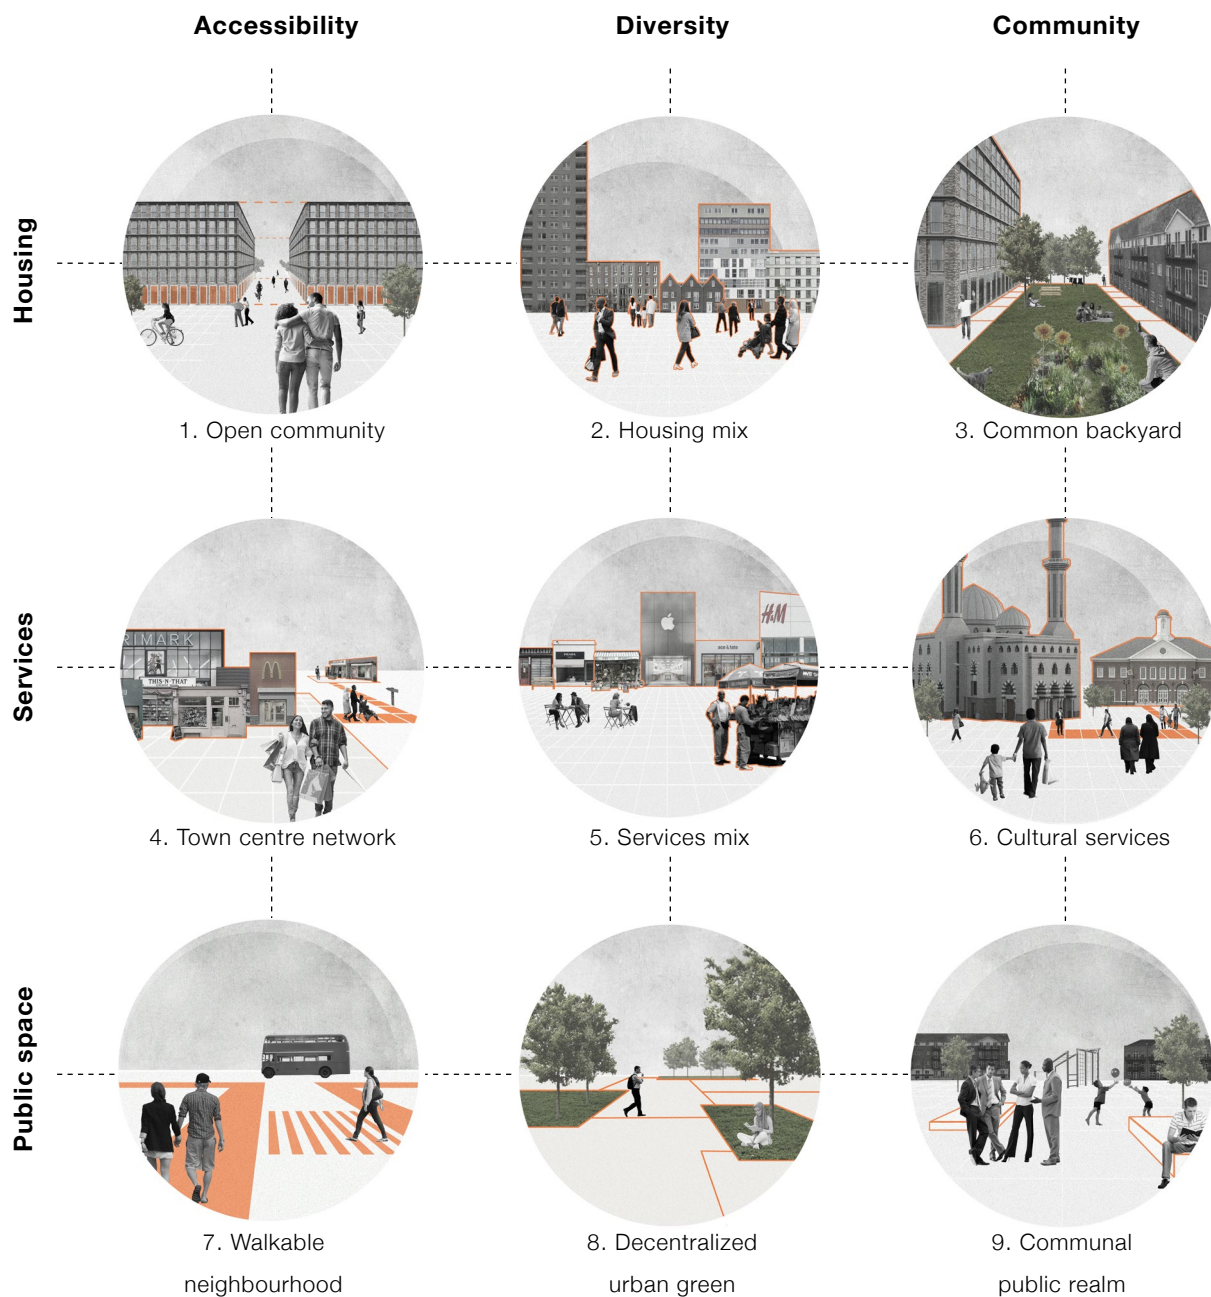 Accessibility
Diversity
Community
Housing
1. Open community
2. Housing mix
3. Common backyard
Services
RIMARK
THIS·N·THAT
H&M
4. Town centre network
5. Services mix
6. Cultural services
Public space
7. Walkable
neighbourhood
8. Decentralized
urban green
9. Communal
public realm